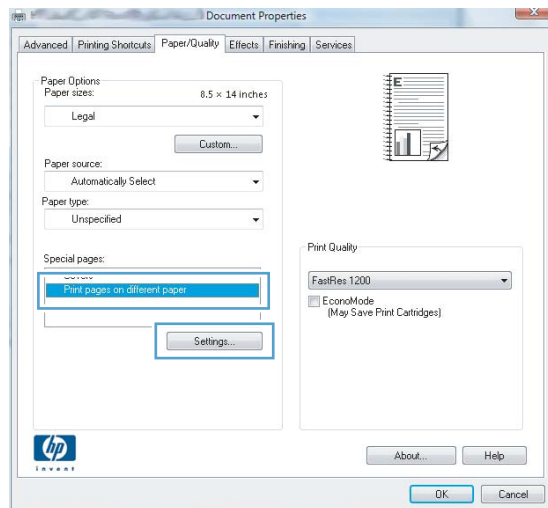 Document Properties
Advanced Printing Shortcuts Paper/Quality Effects Finishing Services
Paper Options
Paper sizes: 8.5 × 14 inches
Legal
Custom...
Paper source:
Automatically Select
Paper type:
Unspecified
Special pages:
Print pages on different paper
Settings...
E
Print Quality
FastRes 1200
EconoMode
(May Save Print Cartridges)
hp
invent
About... Help
OK Cancel